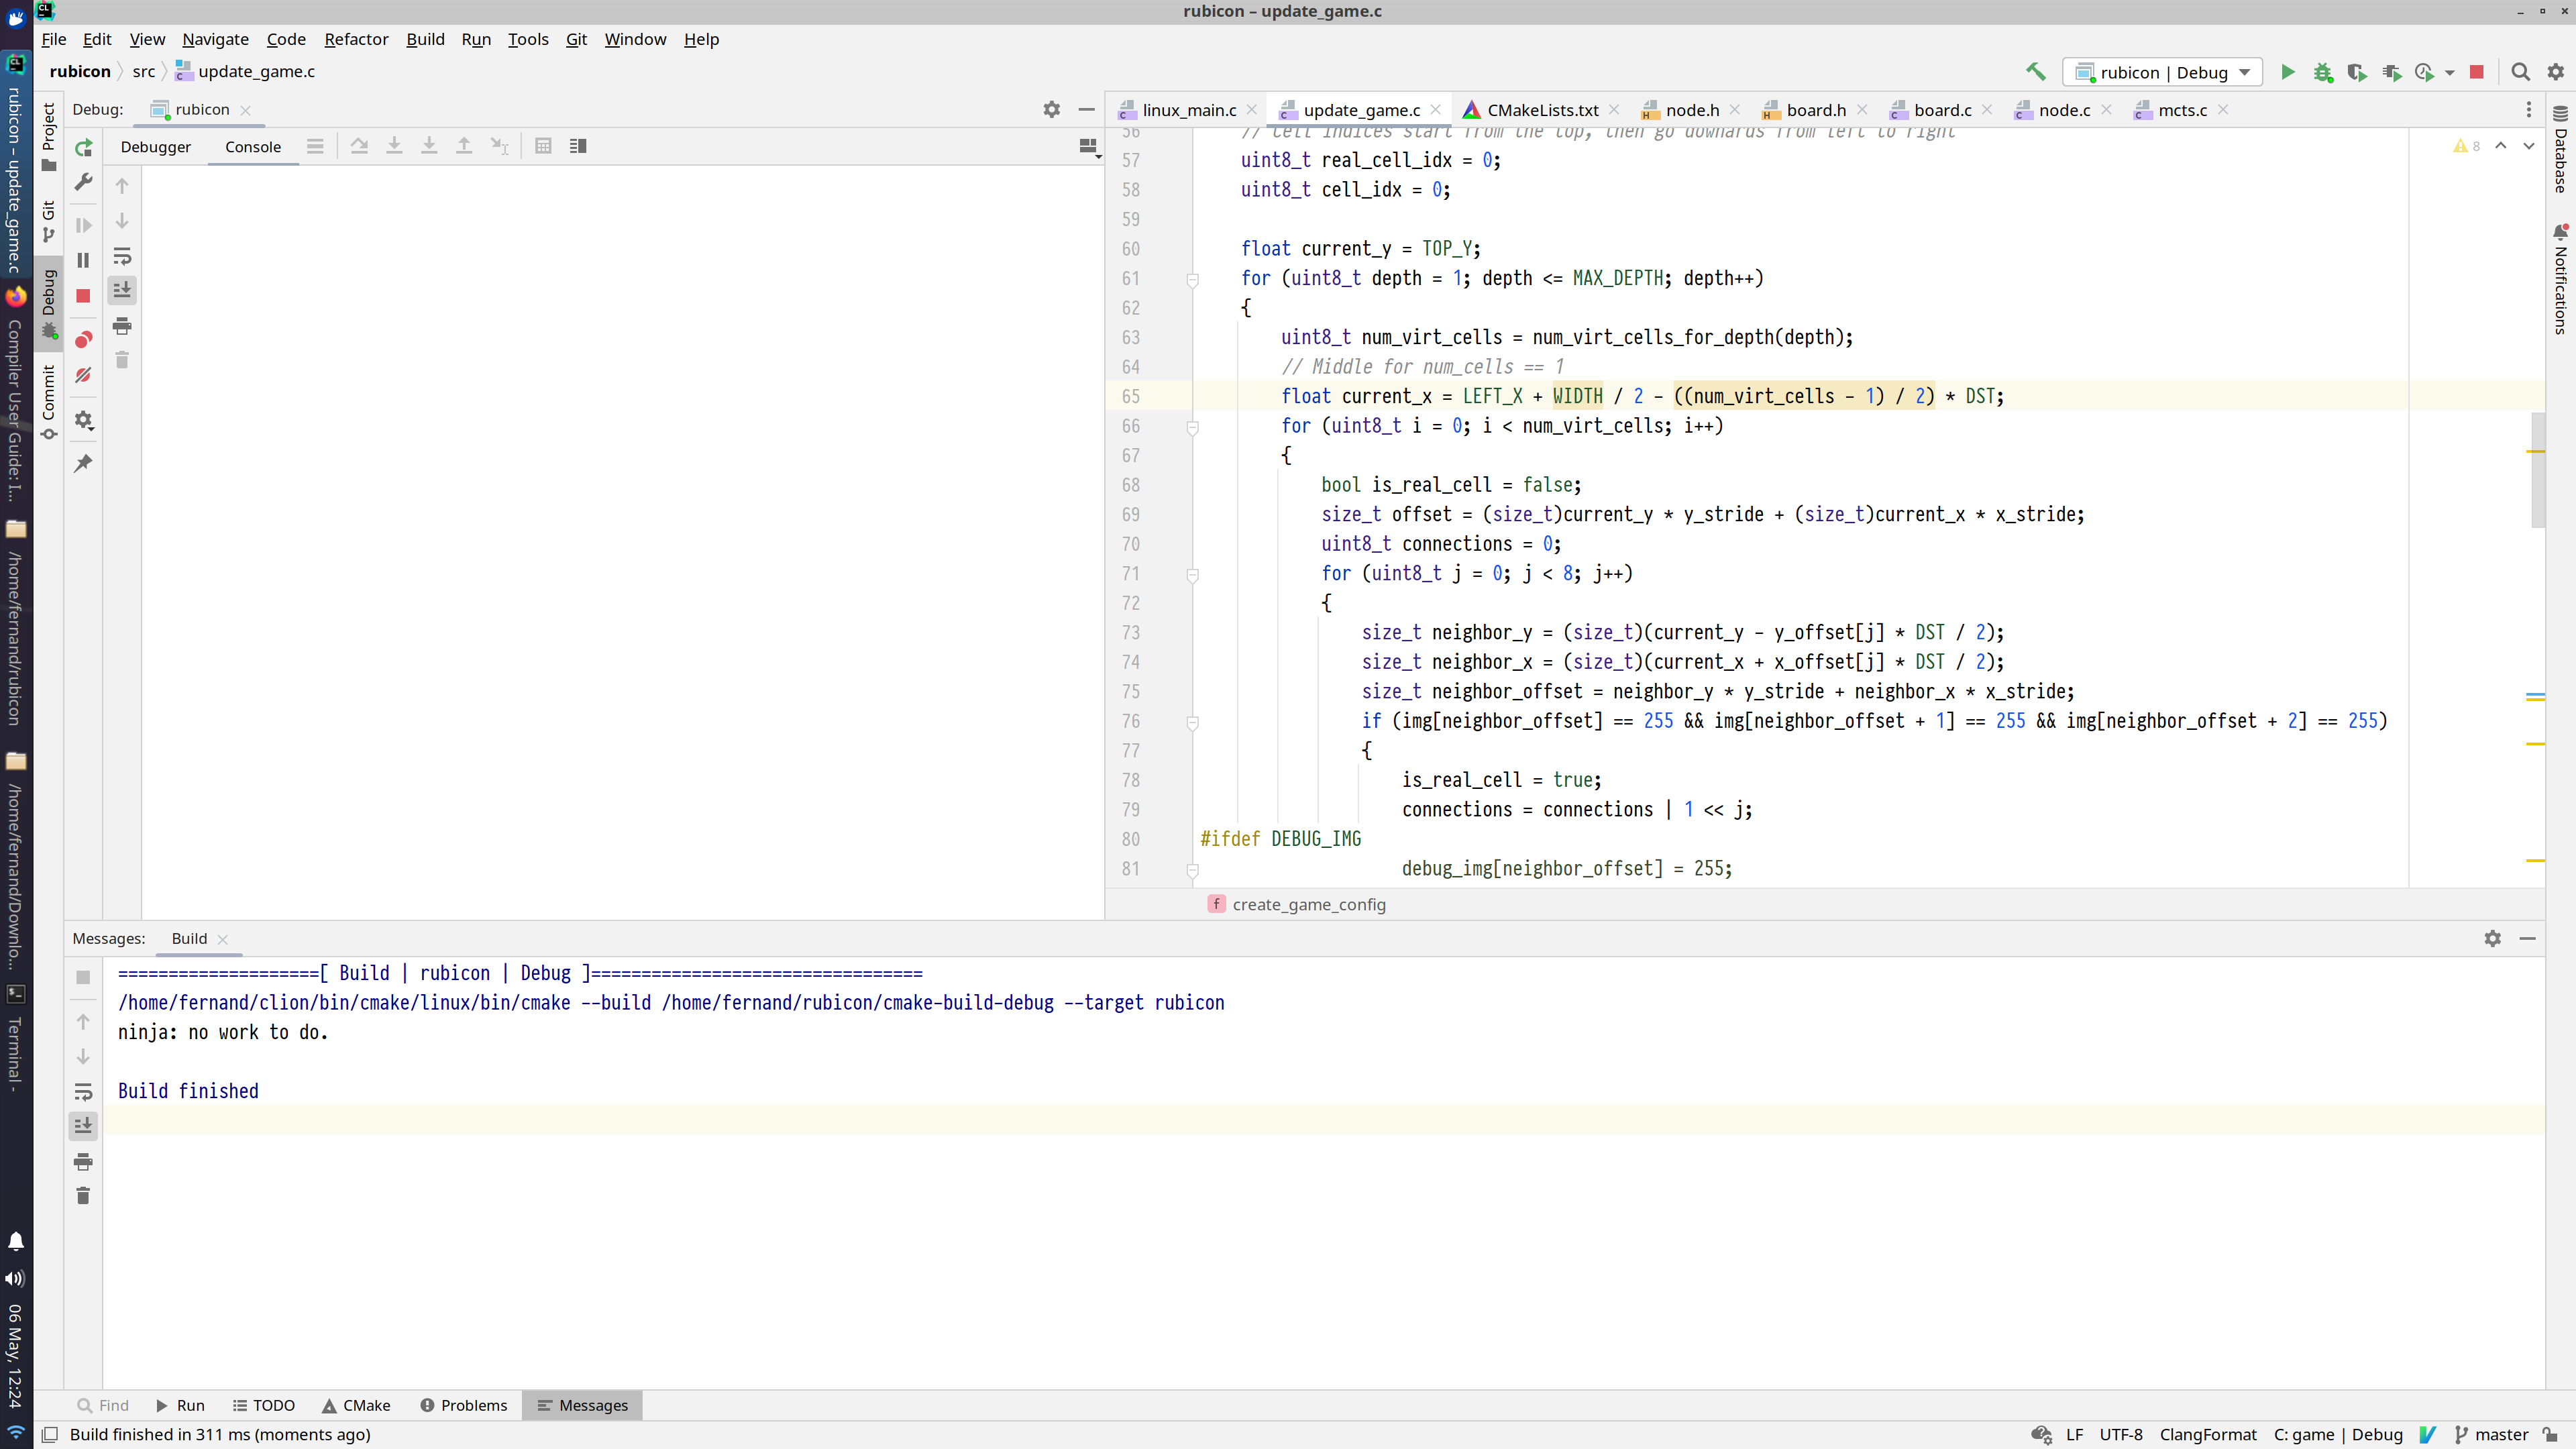 rubicon – update_game.c
File Edit View Navigate Code Refactor Build Run Tools Git Window Help
rubicon src update_game.c
rubicon | Debug
Debug: rubicon
linux_main.c update_game.c CMakeLists.txt node.h board.h board.c node.c mcts.c
Debugger Console
8
56 // Cell indices start from the top, then go downards from left to right
57 uint8_t real_cell_idx = 0;
58 uint8_t cell_idx = 0;
59
60 float current_y = TOP_Y;
61 for (uint8_t depth = 1; depth <= MAX_DEPTH; depth++)
62 {
63 uint8_t num_virt_cells = num_virt_cells_for_depth(depth);
64 // Middle for num_cells == 1
65 float current_x = LEFT_X + WIDTH / 2 - ((num_virt_cells - 1) / 2) * DST;
66 for (uint8_t i = 0; i < num_virt_cells; i++)
67 {
68 bool is_real_cell = false;
69 size_t offset = (size_t)current_y * y_stride + (size_t)current_x * x_stride;
70 uint8_t connections = 0;
71 for (uint8_t j = 0; j < 8; j++)
72 {
73 size_t neighbor_y = (size_t)(current_y - y_offset[j] * DST / 2);
74 size_t neighbor_x = (size_t)(current_x + x_offset[j] * DST / 2);
75 size_t neighbor_offset = neighbor_y * y_stride + neighbor_x * x_stride;
76 if (img[neighbor_offset] == 255 && img[neighbor_offset + 1] == 255 && img[neighbor_offset + 2] == 255)
77 {
78 is_real_cell = true;
79 connections = connections | 1 << j;
80 #ifdef DEBUG_IMG
81 debug_img[neighbor_offset] = 255;
f create_game_config
Messages: Build
====================[ Build | rubicon | Debug ]=================================
/home/fernand/clion/bin/cmake/linux/bin/cmake --build /home/fernand/rubicon/cmake-build-debug --target rubicon
ninja: no work to do.
Build finished
Find Run TODO CMake Problems Messages
Build finished in 311 ms (moments ago)
LF UTF-8 ClangFormat C: game | Debug master
Project
Git
Debug
Commit
Database
Notifications
CL
rubicon – update_game.c
Compiler User Guide: I...
/home/fernand/rubicon
/home/fernand/Downlo...
Terminal -
06 May, 12:24